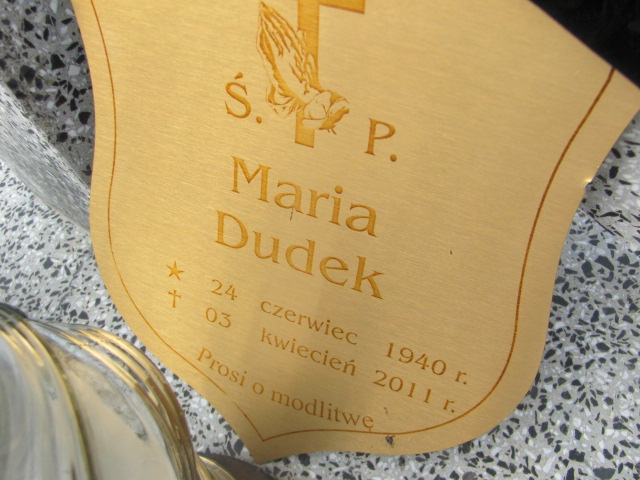 Ś. P.
Maria
Dudek
★ 24 czerwiec 1940 r.
† 03 kwiecień 2011 r.
Prosi o modlitwę